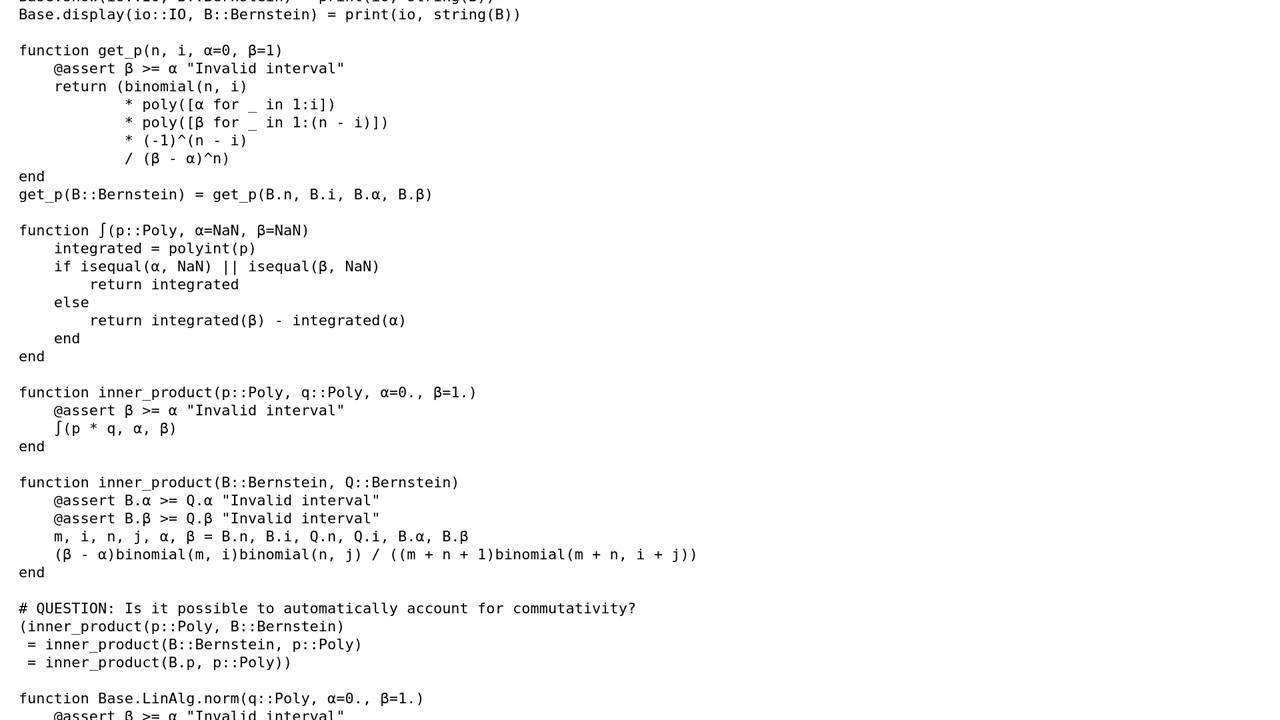 Base.display(io::IO, B::Bernstein) = print(io, string(B))

function get_p(n, i, α=0, β=1)
    @assert β >= α "Invalid interval"
    return (binomial(n, i)
            * poly([α for _ in 1:i])
            * poly([β for _ in 1:(n - i)])
            * (-1)^(n - i)
            / (β - α)^n)
end
get_p(B::Bernstein) = get_p(B.n, B.i, B.α, B.β)

function ∫(p::Poly, α=NaN, β=NaN)
    integrated = polyint(p)
    if isequal(α, NaN) || isequal(β, NaN)
        return integrated
    else
        return integrated(β) - integrated(α)
    end
end

function inner_product(p::Poly, q::Poly, α=0., β=1.)
    @assert β >= α "Invalid interval"
    ∫(p * q, α, β)
end

function inner_product(B::Bernstein, Q::Bernstein)
    @assert B.α >= Q.α "Invalid interval"
    @assert B.β >= Q.β "Invalid interval"
    m, i, n, j, α, β = B.n, B.i, Q.n, Q.i, B.α, B.β
    (β - α)binomial(m, i)binomial(n, j) / ((m + n + 1)binomial(m + n, i + j))
end

# QUESTION: Is it possible to automatically account for commutativity?
(inner_product(p::Poly, B::Bernstein)
 = inner_product(B::Bernstein, p::Poly)
 = inner_product(B.p, p::Poly))

function Base.LinAlg.norm(q::Poly, α=0., β=1.)
    @assert β >= α "Invalid interval"